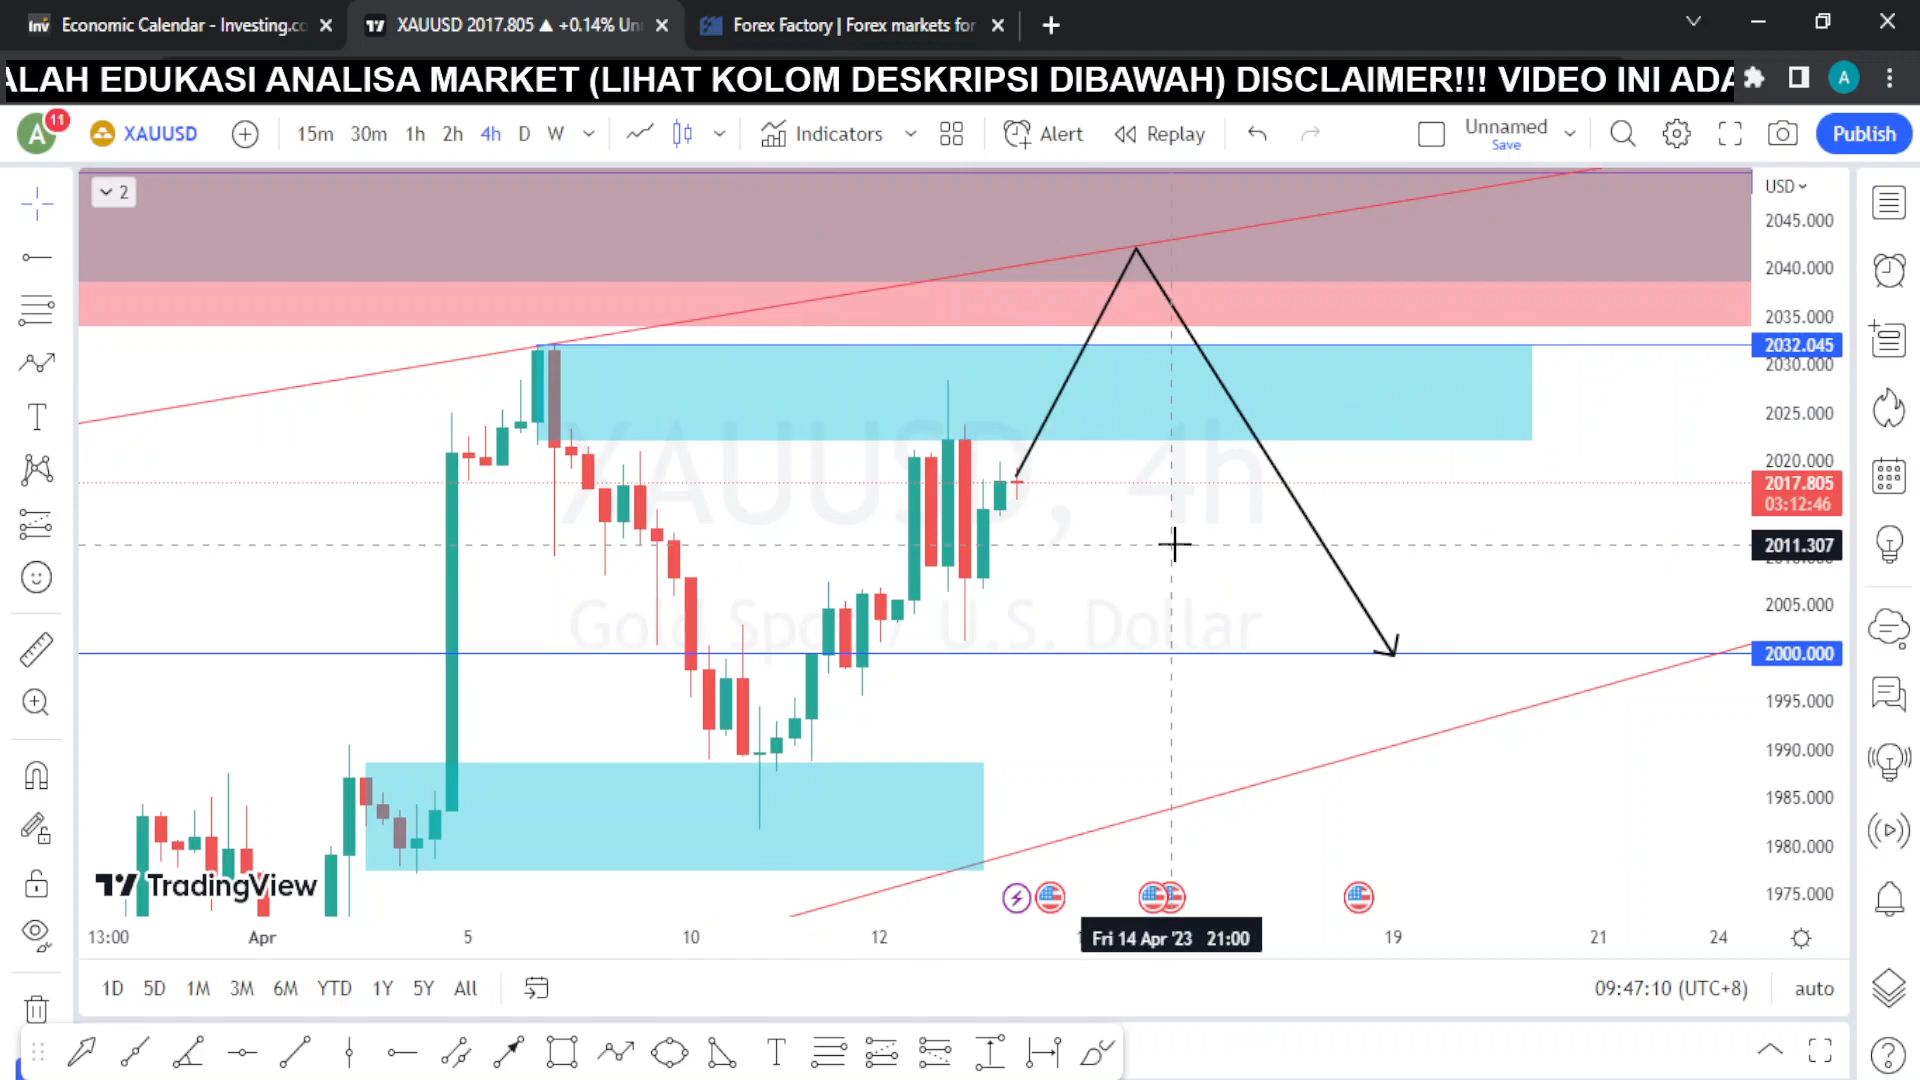 Economic Calendar - Investing.co
XAUUSD 2017.805 ▲ +0.14% Un
Forex Factory | Forex markets for
ALAH EDUKASI ANALISA MARKET (LIHAT KOLOM DESKRIPSI DIBAWAH) DISCLAIMER!!! VIDEO INI ADA
A
A 11 XAUUSD 15m 30m 1h 2h 4h D W Indicators Alert Replay Unnamed Save Publish
2
USD
2045.000
2040.000
2035.000
2032.045
2030.000
2025.000
2020.000
2017.805
03:12:46
2011.307
2005.000
2000.000
1995.000
1990.000
1985.000
1980.000
1975.000
XAUUSD, 4h
Gold Spot / U.S. Dollar
TradingView
13:00 Apr 5 10 12 Fri 14 Apr '23 21:00 19 21 24
1D 5D 1M 3M 6M YTD 1Y 5Y All 09:47:10 (UTC+8) auto